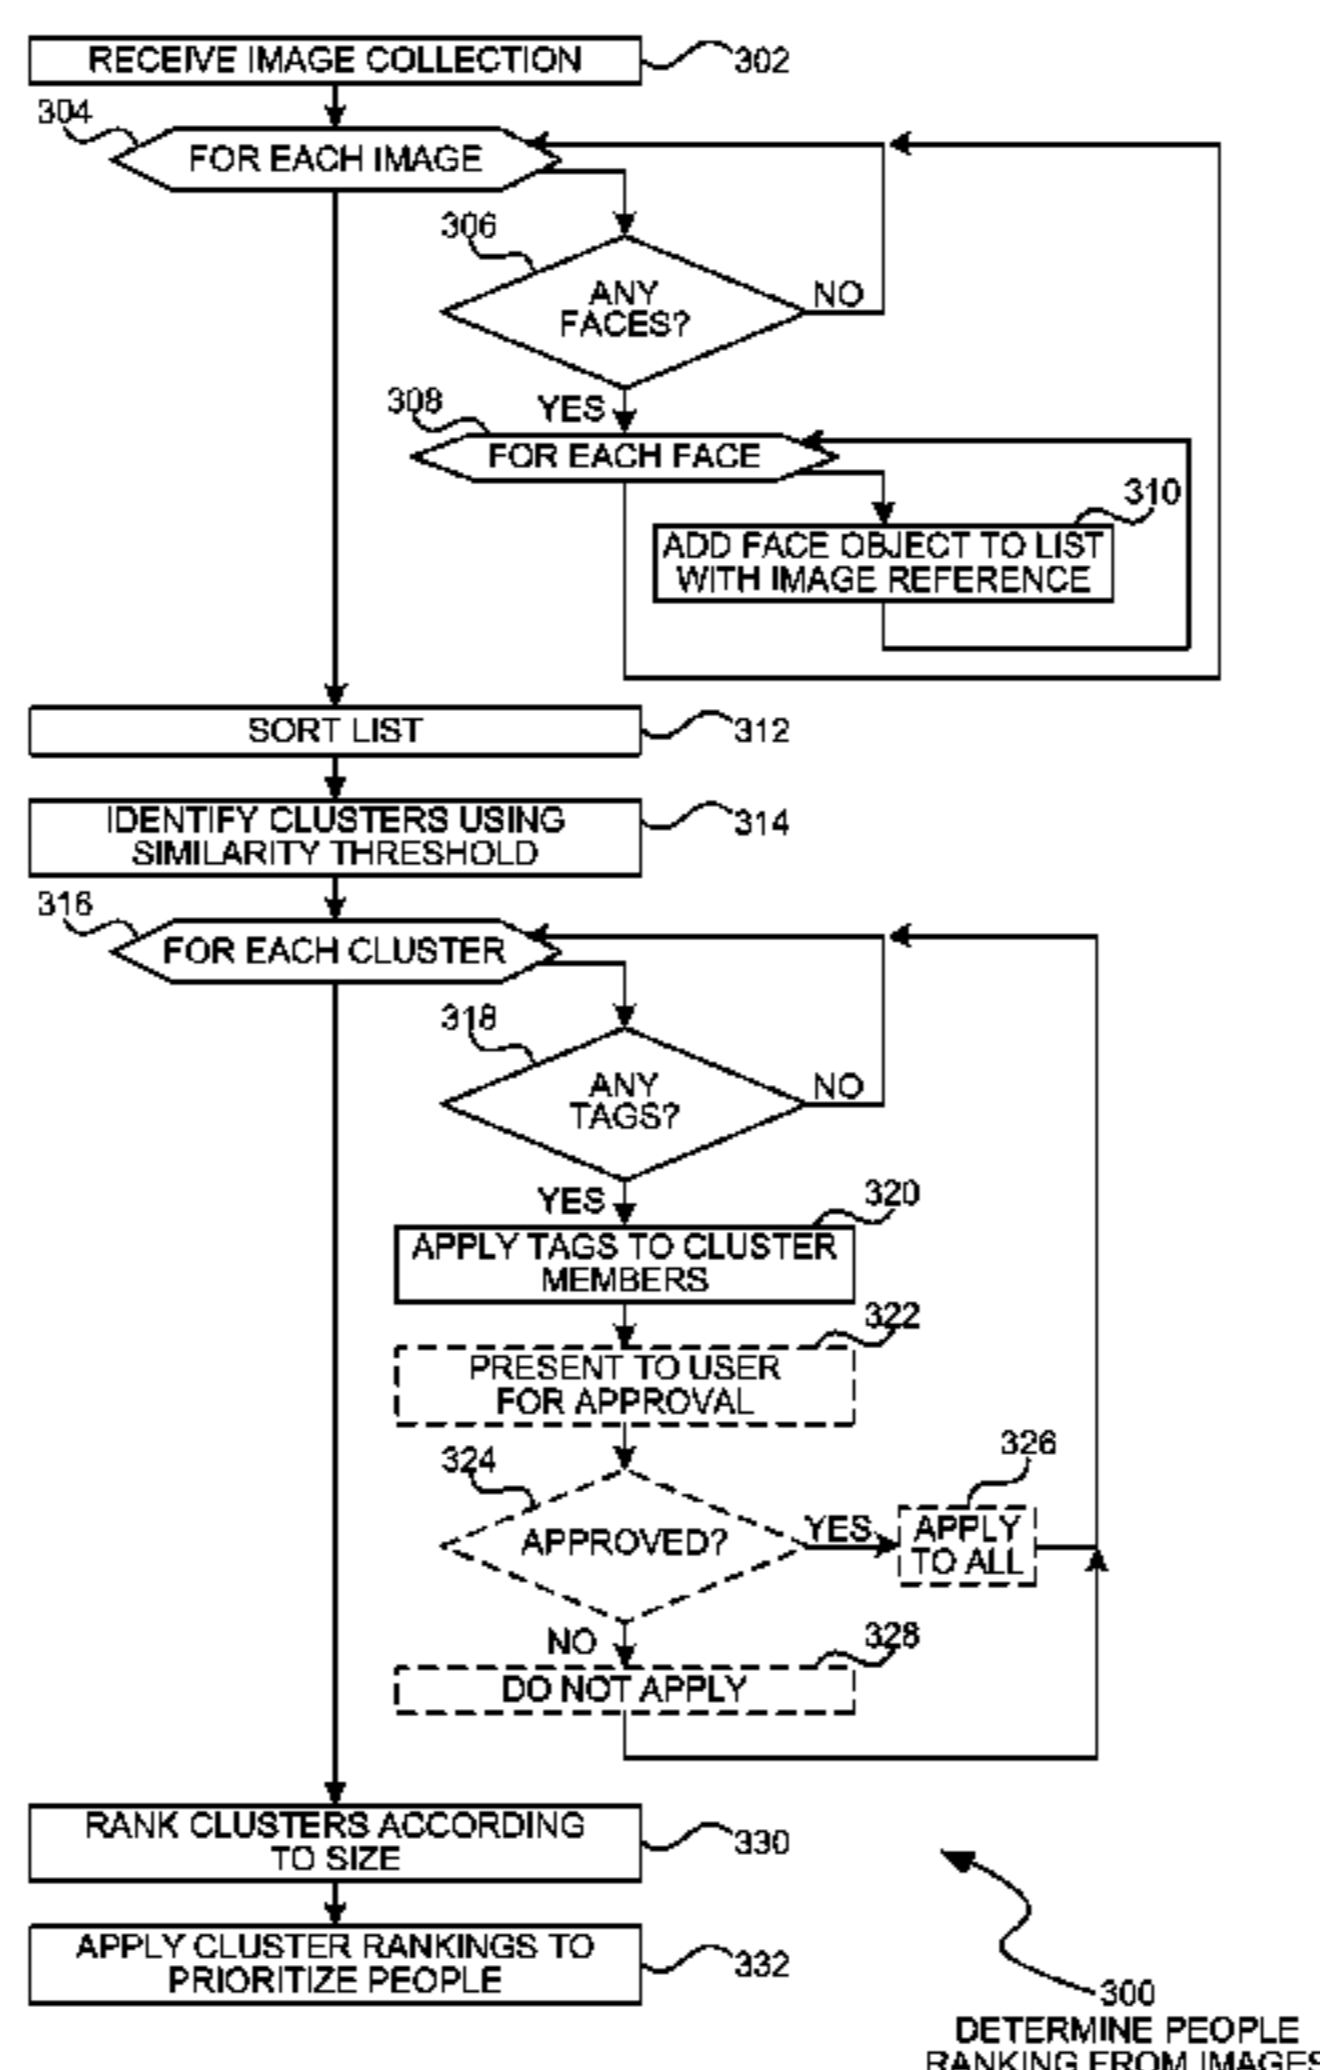 RECEIVE IMAGE COLLECTION
302
304
FOR EACH IMAGE
306
ANY
FACES?
NO
YES
308
FOR EACH FACE
310
ADD FACE OBJECT TO LIST
WITH IMAGE REFERENCE
SORT LIST
312
IDENTIFY CLUSTERS USING
SIMILARITY THRESHOLD
314
316
FOR EACH CLUSTER
318
ANY
TAGS?
NO
YES
320
APPLY TAGS TO CLUSTER
MEMBERS
322
PRESENT TO USER
FOR APPROVAL
324
APPROVED?
YES
326
APPLY
TO ALL
NO
328
DO NOT APPLY
RANK CLUSTERS ACCORDING
TO SIZE
330
APPLY CLUSTER RANKINGS TO
PRIORITIZE PEOPLE
332
300
DETERMINE PEOPLE
RANKING FROM IMAGES